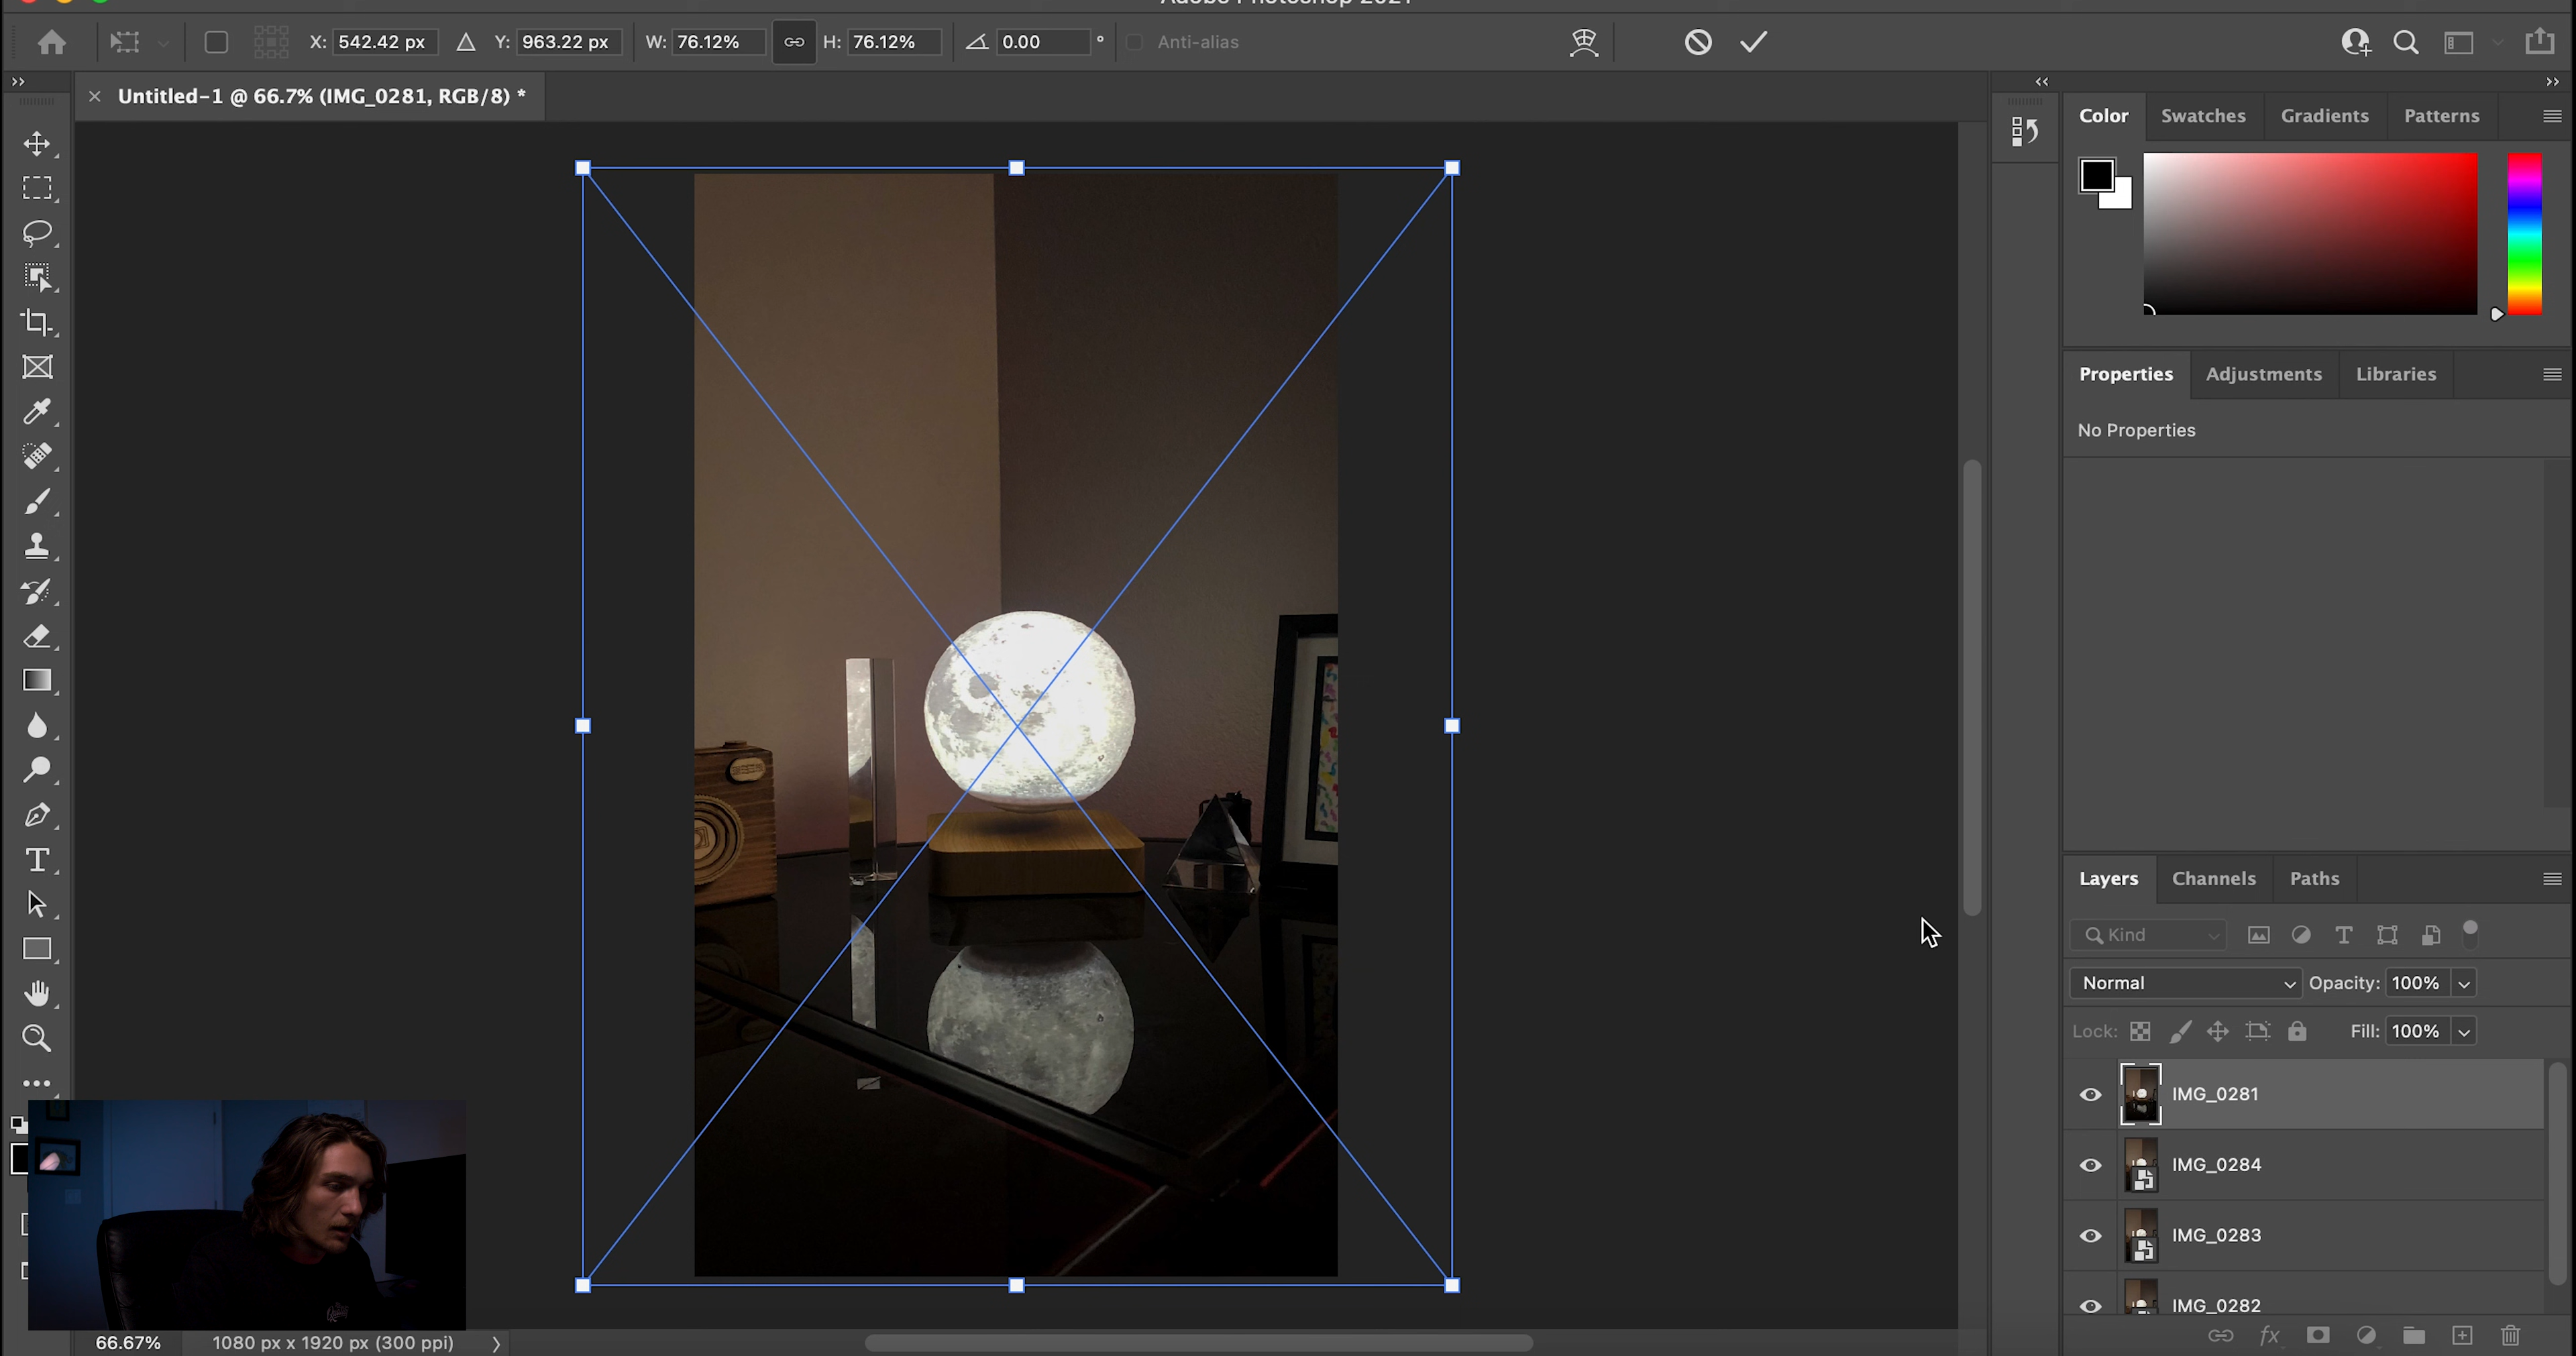 Adobe Photoshop 2021
X: 542.42 px Y: 963.22 px W: 76.12% H: 76.12% 0.00 ° Anti-alias
Untitled-1 @ 66.7% (IMG_0281, RGB/8) *
Color Swatches Gradients Patterns
Properties Adjustments Libraries
No Properties
Layers Channels Paths
Kind
Normal Opacity: 100%
Lock: Fill: 100%
IMG_0281
IMG_0284
IMG_0283
IMG_0282
66.67% 1080 px x 1920 px (300 ppi)